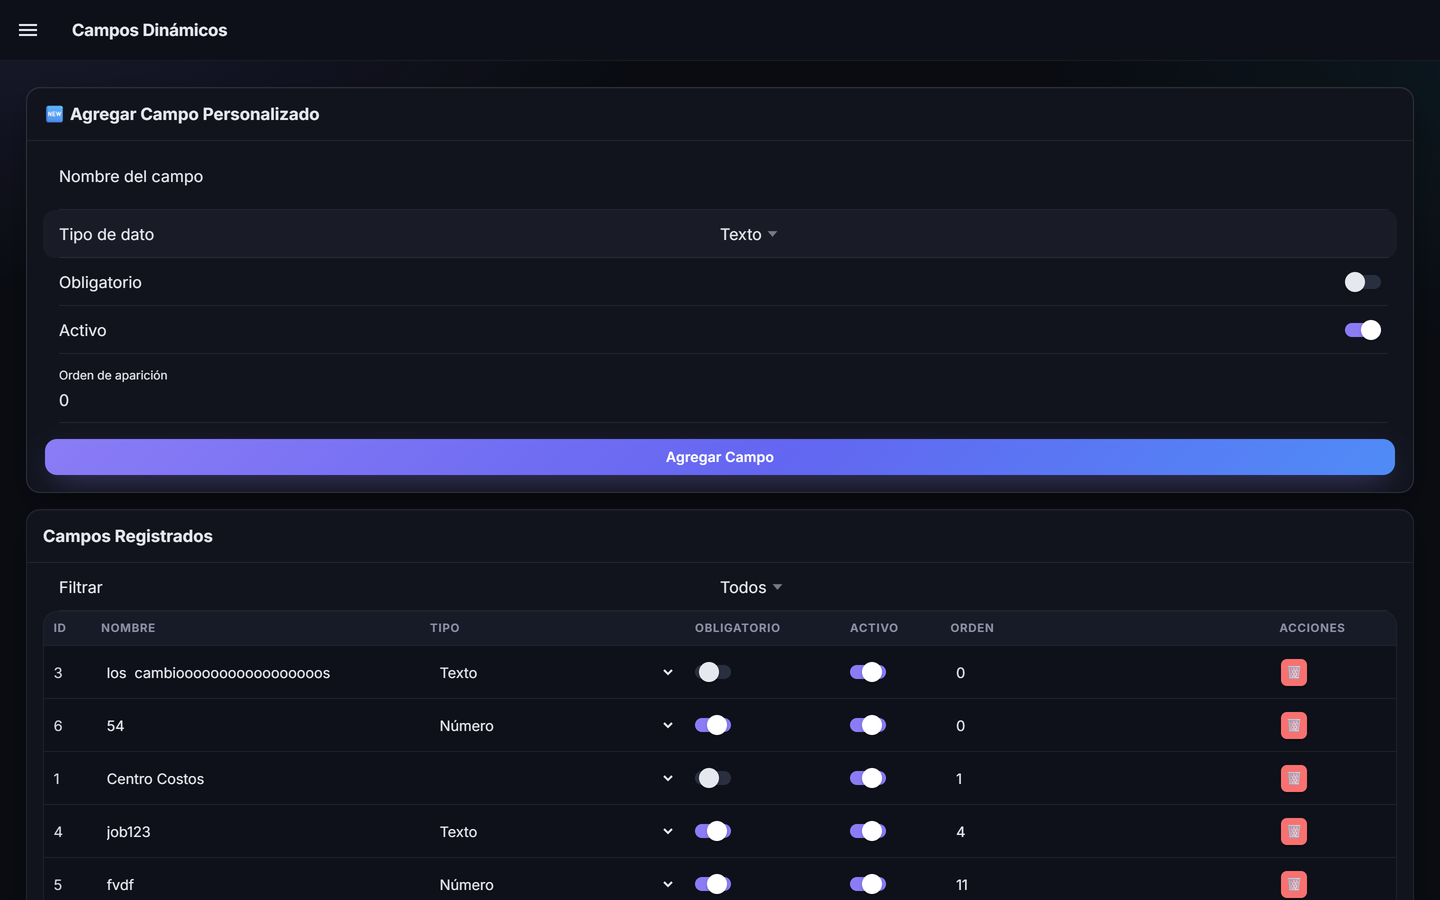 Campos Dinámicos
NEW Agregar Campo Personalizado
Nombre del campo
Tipo de dato Texto
Obligatorio
Activo
Orden de aparición
0
Agregar Campo
Campos Registrados
Filtrar Todos
ID NOMBRE TIPO OBLIGATORIO ACTIVO ORDEN ACCIONES
3 los cambioooooooooooooooooos Texto 0
6 54 Número 0
1 Centro Costos 1
4 job123 Texto 4
5 fvdf Número 11